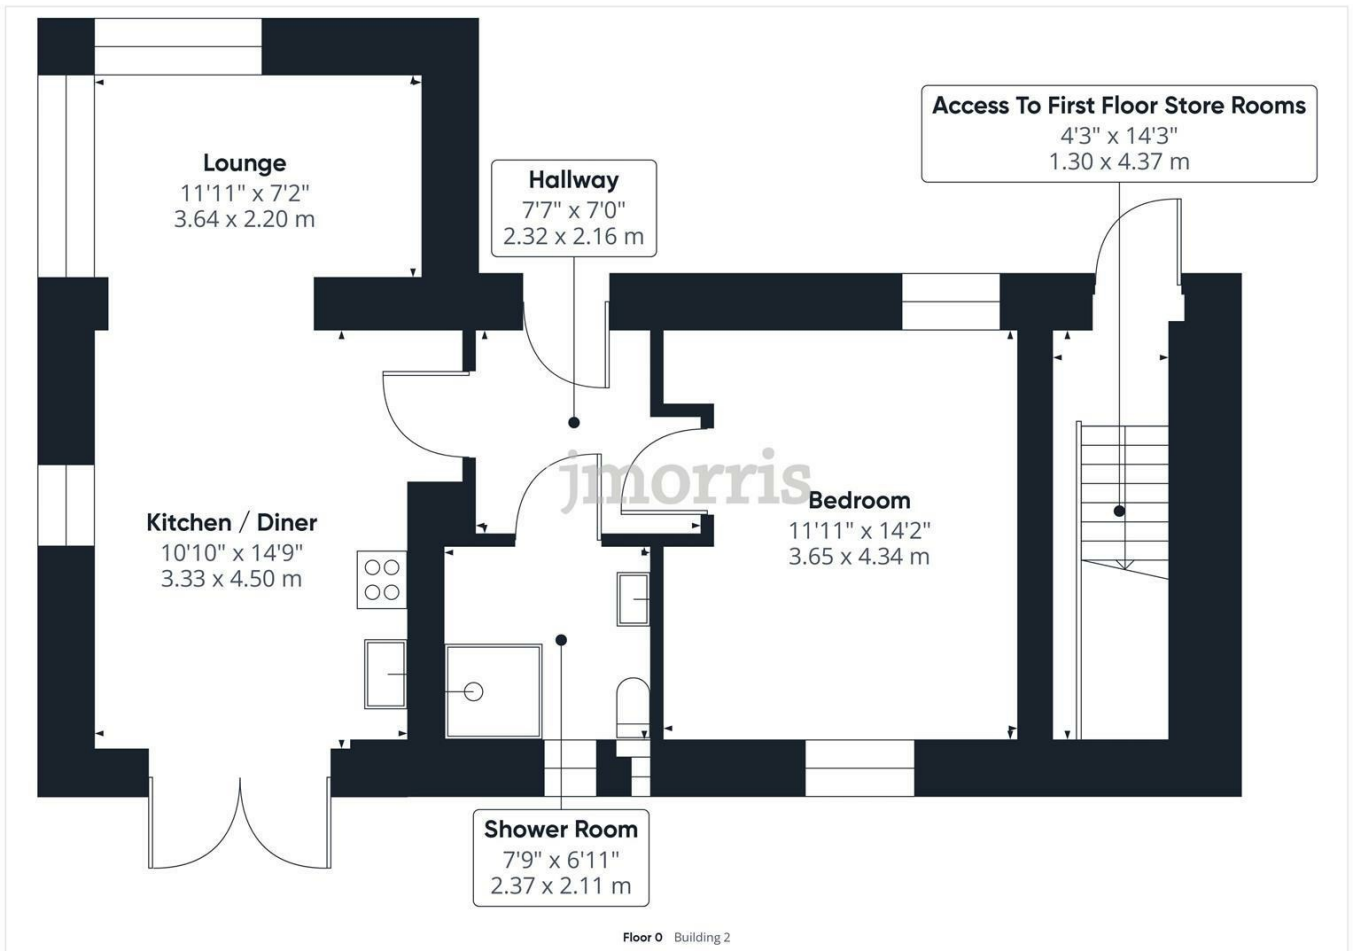 Access To First Floor Store Rooms
4'3" x 14'3"
1.30 x 4.37 m
Lounge
11'11" x 7'2"
3.64 x 2.20 m
Hallway
7'7" x 7'0"
2.32 x 2.16 m
jmorris
Kitchen / Diner
10'10" x 14'9"
3.33 x 4.50 m
Bedroom
11'11" x 14'2"
3.65 x 4.34 m
Shower Room
7'9" x 6'11"
2.37 x 2.11 m
Floor 0 Building 2